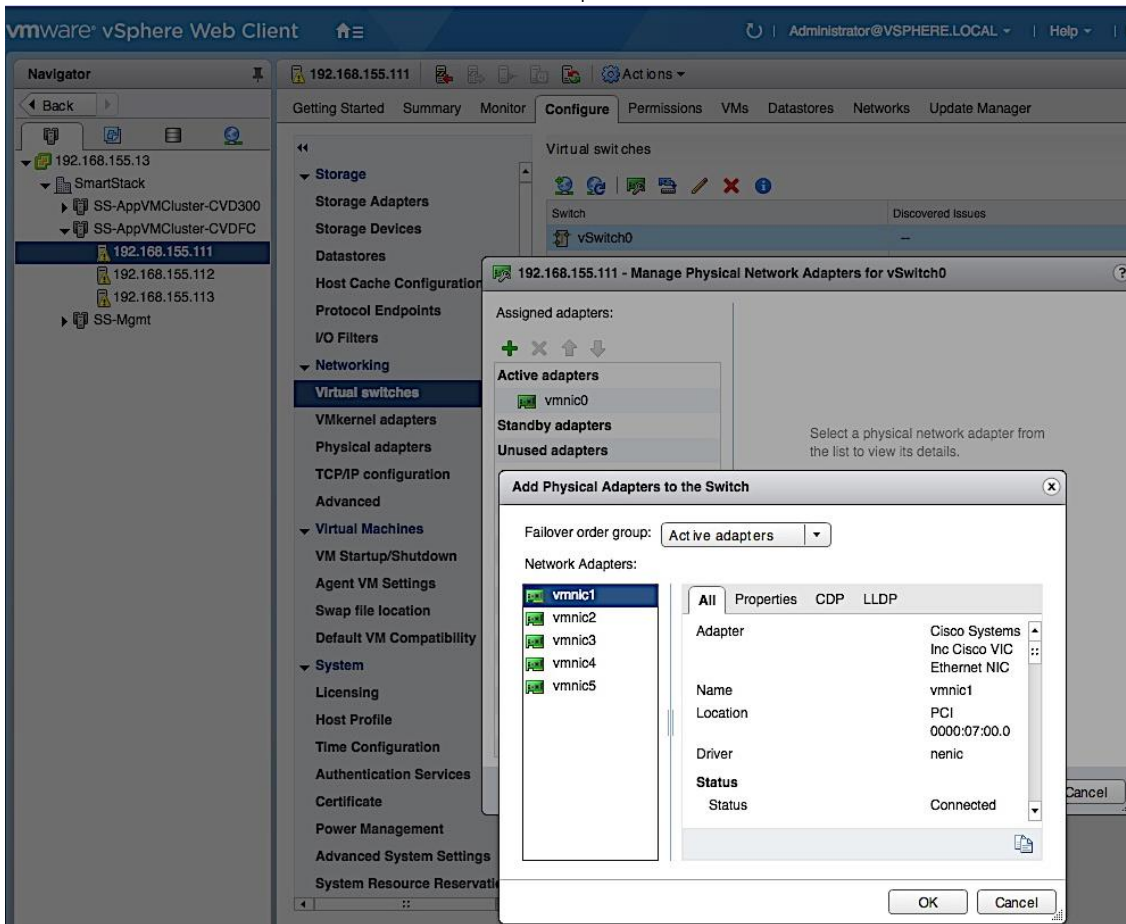 vmware® vSphere Web Client
Administrator@VSPHERE.LOCAL
Help
Navigator
Back
192.168.155.13
SmartStack
SS-AppVMCluster-CVD300
SS-AppVMCluster-CVDFC
192.168.155.111
192.168.155.112
192.168.155.113
SS-Mgmt
192.168.155.111
Actions
Getting Started Summary Monitor Configure Permissions VMs Datastores Networks Update Manager
Storage
Storage Adapters
Storage Devices
Datastores
Host Cache Configuration
Protocol Endpoints
I/O Filters
Networking
Virtual switches
VMkernel adapters
Physical adapters
TCP/IP configuration
Advanced
Virtual Machines
VM Startup/Shutdown
Agent VM Settings
Swap file location
Default VM Compatibility
System
Licensing
Host Profile
Time Configuration
Authentication Services
Certificate
Power Management
Advanced System Settings
System Resource Reservati
Virtual switches
Switch Discovered Issues
vSwitch0 --
192.168.155.111 - Manage Physical Network Adapters for vSwitch0 ?
Assigned adapters:
Active adapters
vmnic0
Standby adapters
Unused adapters
Select a physical network adapter from
the list to view its details.
Cancel
Add Physical Adapters to the Switch
Failover order group: Active adapters
Network Adapters:
vmnic1
vmnic2
vmnic3
vmnic4
vmnic5
All Properties CDP LLDP
Adapter Cisco Systems
Inc Cisco VIC
Ethernet NIC
Name vmnic1
Location PCI
0000:07:00.0
Driver nenic
Status
Status Connected
OK Cancel